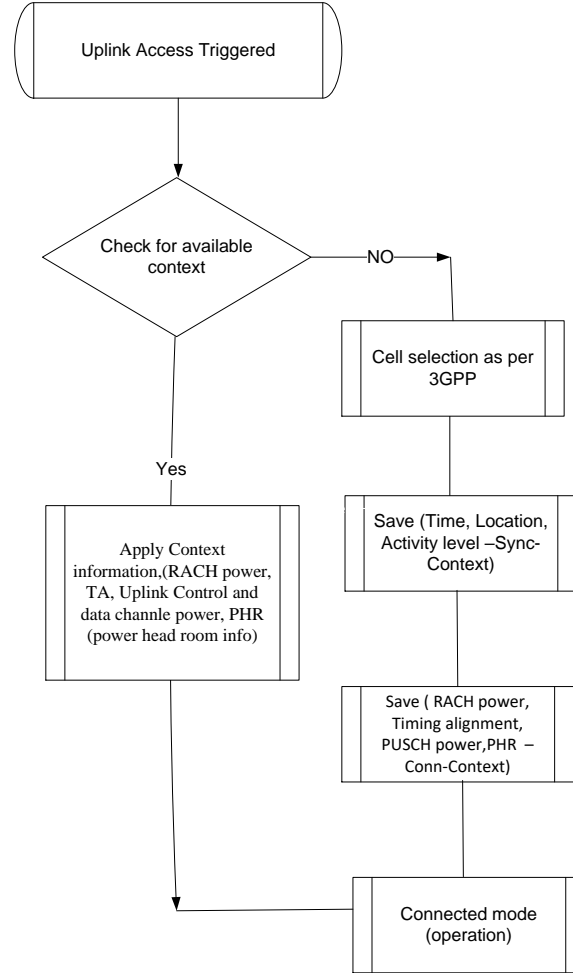 Uplink Access Triggered
Check for available
context
NO
Cell selection as per
3GPP
Yes
Save (Time, Location,
Activity level –Sync-
Context)
Apply Context
information,(RACH power,
TA, Uplink Control and
data channle power, PHR
(power head room info)
Save ( RACH power,
Timing alignment,
PUSCH power,PHR –
Conn-Context)
Connected mode
(operation)